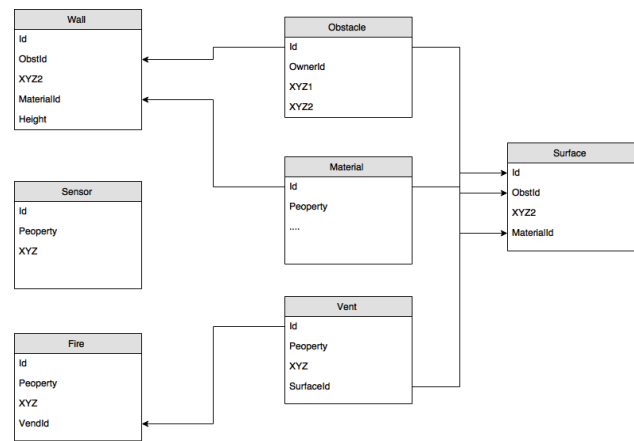 Wall
Id
ObstId
XYZ2
MaterialId
Height
Obstacle
Id
OwnerId
XYZ1
XYZ2
Surface
Id
ObstId
XYZ2
MaterialId
Sensor
Id
Peoperty
XYZ
Material
Id
Peoperty
....
Fire
Id
Peoperty
XYZ
VendId
Vent
Id
Peoperty
XYZ
SurfaceId